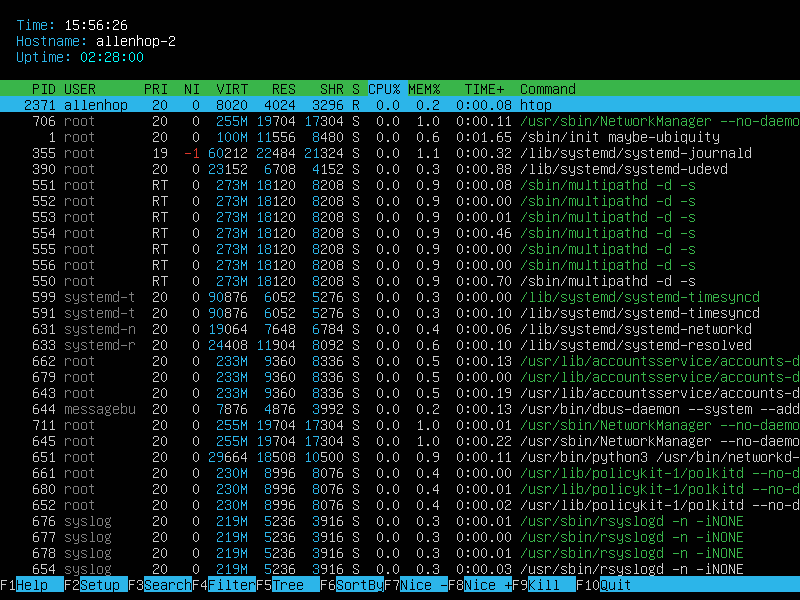 Time: 15:56:26
Hostname: allenhop-2
Uptime: 02:28:00
PID USER PRI NI VIRT RES SHR S CPU% MEM% TIME+ Command
2371 allenhop 20 0 8020 4024 3296 R 0.0 0.2 0:00.08 htop
706 root 20 0 255M 19704 17304 S 0.0 1.0 0:00.11 /usr/sbin/NetworkManager --no-daemo
1 root 20 0 100M 11556 8480 S 0.0 0.6 0:01.65 /sbin/init maybe-ubiquity
355 root 19 -1 60212 22484 21324 S 0.0 1.1 0:00.32 /lib/systemd/systemd-journald
390 root 20 0 23152 6708 4152 S 0.0 0.3 0:00.88 /lib/systemd/systemd-udevd
551 root RT 0 273M 18120 8208 S 0.0 0.9 0:00.08 /sbin/multipathd -d -s
552 root RT 0 273M 18120 8208 S 0.0 0.9 0:00.00 /sbin/multipathd -d -s
553 root RT 0 273M 18120 8208 S 0.0 0.9 0:00.01 /sbin/multipathd -d -s
554 root RT 0 273M 18120 8208 S 0.0 0.9 0:00.46 /sbin/multipathd -d -s
555 root RT 0 273M 18120 8208 S 0.0 0.9 0:00.00 /sbin/multipathd -d -s
556 root RT 0 273M 18120 8208 S 0.0 0.9 0:00.00 /sbin/multipathd -d -s
550 root RT 0 273M 18120 8208 S 0.0 0.9 0:00.70 /sbin/multipathd -d -s
599 systemd-t 20 0 90876 6052 5276 S 0.0 0.3 0:00.00 /lib/systemd/systemd-timesyncd
591 systemd-t 20 0 90876 6052 5276 S 0.0 0.3 0:00.10 /lib/systemd/systemd-timesyncd
631 systemd-n 20 0 19064 7648 6784 S 0.0 0.4 0:00.06 /lib/systemd/systemd-networkd
633 systemd-r 20 0 24408 11904 8092 S 0.0 0.6 0:00.10 /lib/systemd/systemd-resolved
662 root 20 0 233M 9360 8336 S 0.0 0.5 0:00.13 /usr/lib/accountsservice/accounts-d
679 root 20 0 233M 9360 8336 S 0.0 0.5 0:00.00 /usr/lib/accountsservice/accounts-d
643 root 20 0 233M 9360 8336 S 0.0 0.5 0:00.19 /usr/lib/accountsservice/accounts-d
644 messagebu 20 0 7876 4876 3992 S 0.0 0.2 0:00.13 /usr/bin/dbus-daemon --system --add
711 root 20 0 255M 19704 17304 S 0.0 1.0 0:00.01 /usr/sbin/NetworkManager --no-daemo
645 root 20 0 255M 19704 17304 S 0.0 1.0 0:00.22 /usr/sbin/NetworkManager --no-daemo
651 root 20 0 29664 18508 10500 S 0.0 0.9 0:00.11 /usr/bin/python3 /usr/bin/networkd-
661 root 20 0 230M 8996 8076 S 0.0 0.4 0:00.00 /usr/lib/policykit-1/polkitd --no-d
680 root 20 0 230M 8996 8076 S 0.0 0.4 0:00.00 /usr/lib/policykit-1/polkitd --no-d
652 root 20 0 230M 8996 8076 S 0.0 0.4 0:00.02 /usr/lib/policykit-1/polkitd --no-d
676 syslog 20 0 219M 5236 3916 S 0.0 0.3 0:00.01 /usr/sbin/rsyslogd -n -iNONE
677 syslog 20 0 219M 5236 3916 S 0.0 0.3 0:00.00 /usr/sbin/rsyslogd -n -iNONE
678 syslog 20 0 219M 5236 3916 S 0.0 0.3 0:00.01 /usr/sbin/rsyslogd -n -iNONE
654 syslog 20 0 219M 5236 3916 S 0.0 0.3 0:00.03 /usr/sbin/rsyslogd -n -iNONE
F1Help F2Setup F3SearchF4FilterF5Tree F6SortByF7Nice -F8Nice +F9Kill F10Quit